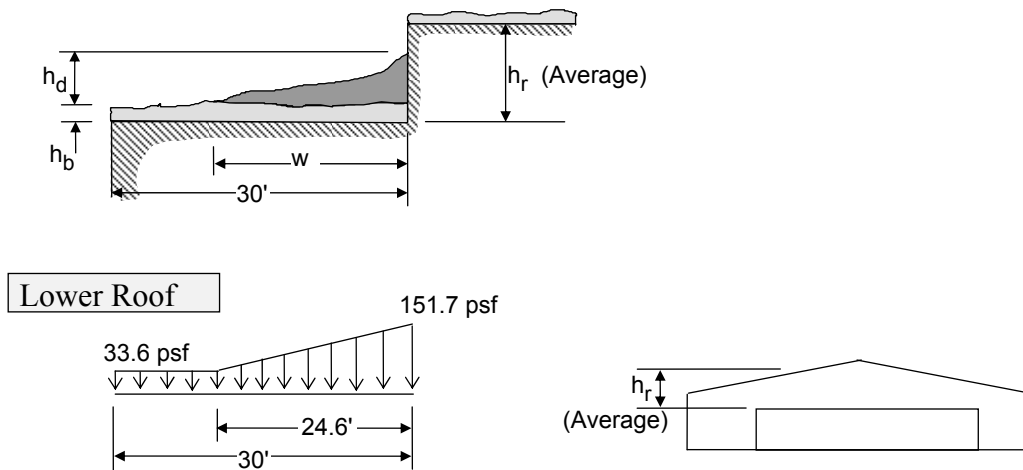 h_d
h_r (Average)
h_b
w
30'
Lower Roof
151.7 psf
33.6 psf
24.6'
30'
h_r
(Average)